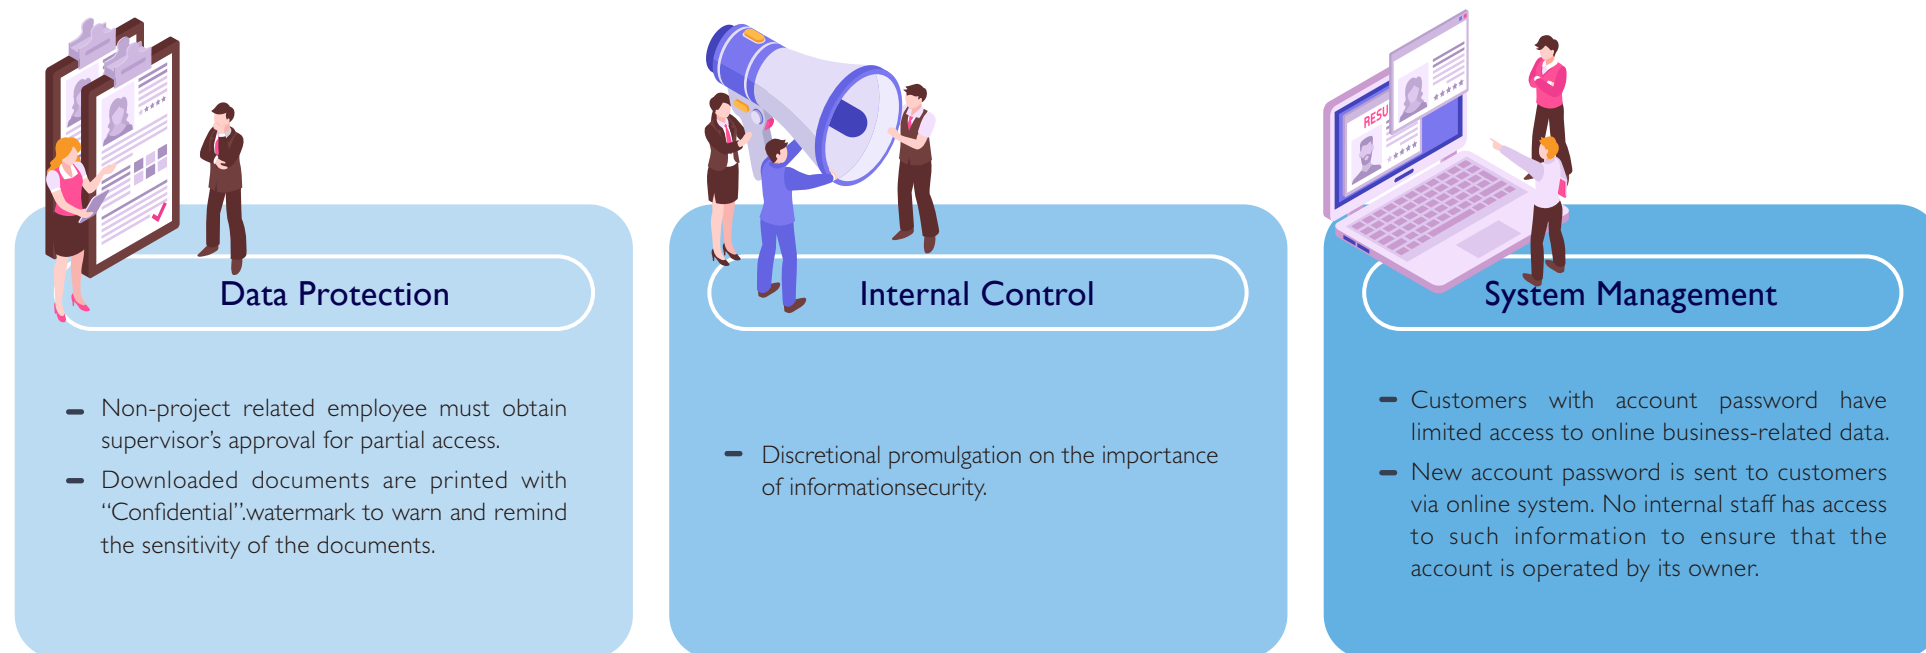 RESU
Data Protection
Non-project related employee must obtain
supervisor's approval for partial access.
Downloaded documents are printed with
“Confidential”.watermark to warn and remind
the sensitivity of the documents.
Internal Control
Discretional promulgation on the importance
of informationsecurity.
System Management
Customers with account password have
limited access to online business-related data.
New account password is sent to customers
via online system. No internal staff has access
to such information to ensure that the
account is operated by its owner.